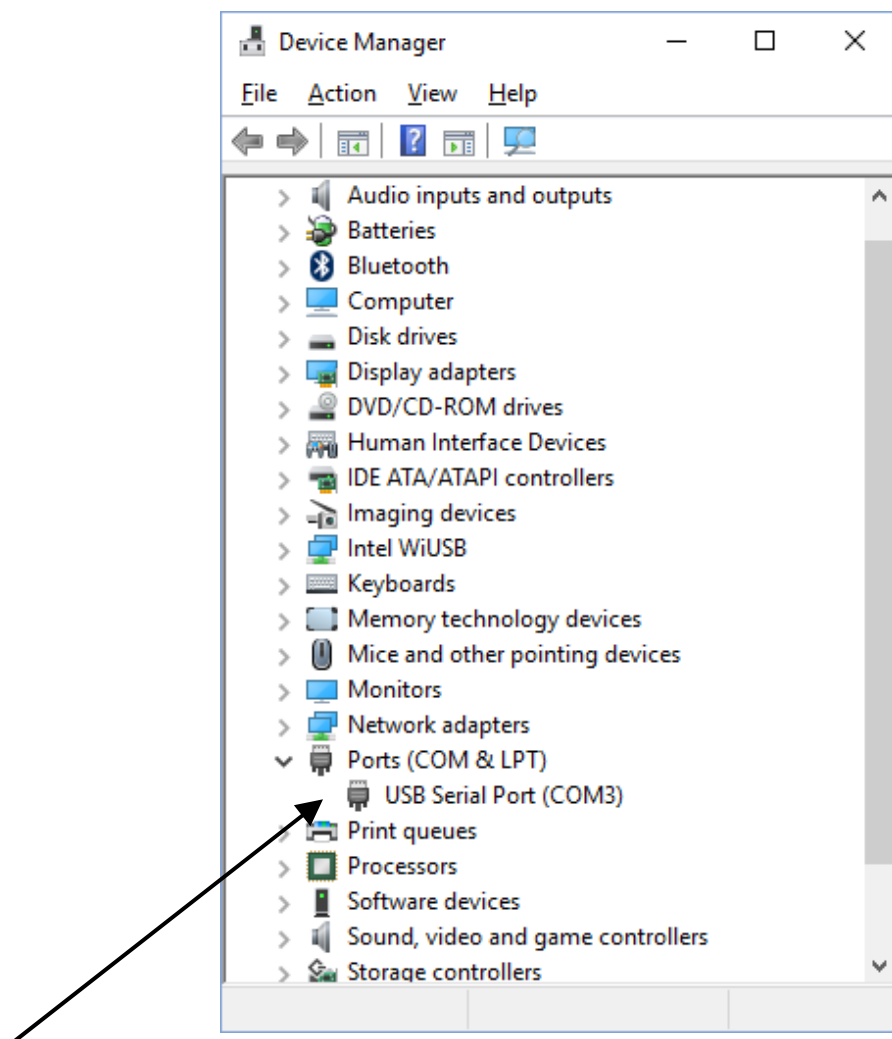 Device Manager
File Action View Help
Audio inputs and outputs
Batteries
Bluetooth
Computer
Disk drives
Display adapters
DVD/CD-ROM drives
Human Interface Devices
IDE ATA/ATAPI controllers
Imaging devices
Intel WiUSB
Keyboards
Memory technology devices
Mice and other pointing devices
Monitors
Network adapters
Ports (COM & LPT)
USB Serial Port (COM3)
Print queues
Processors
Software devices
Sound, video and game controllers
Storage controllers